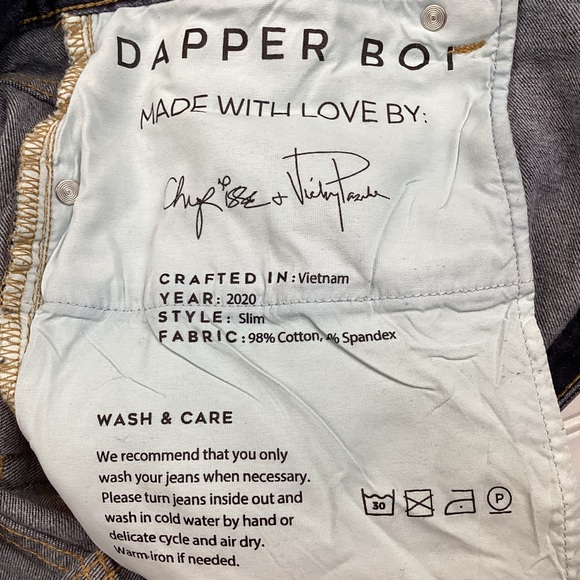 DAPPER BOI
MADE WITH LOVE BY:
CRAFTED IN: Vietnam
YEAR: 2020
STYLE: Slim
FABRIC: 98% Cotton, % Spandex
WASH & CARE
We recommend that you only
wash your jeans when necessary.
Please turn jeans inside out and
wash in cold water by hand or
delicate cycle and air dry.
Warm iron if needed.
30
P